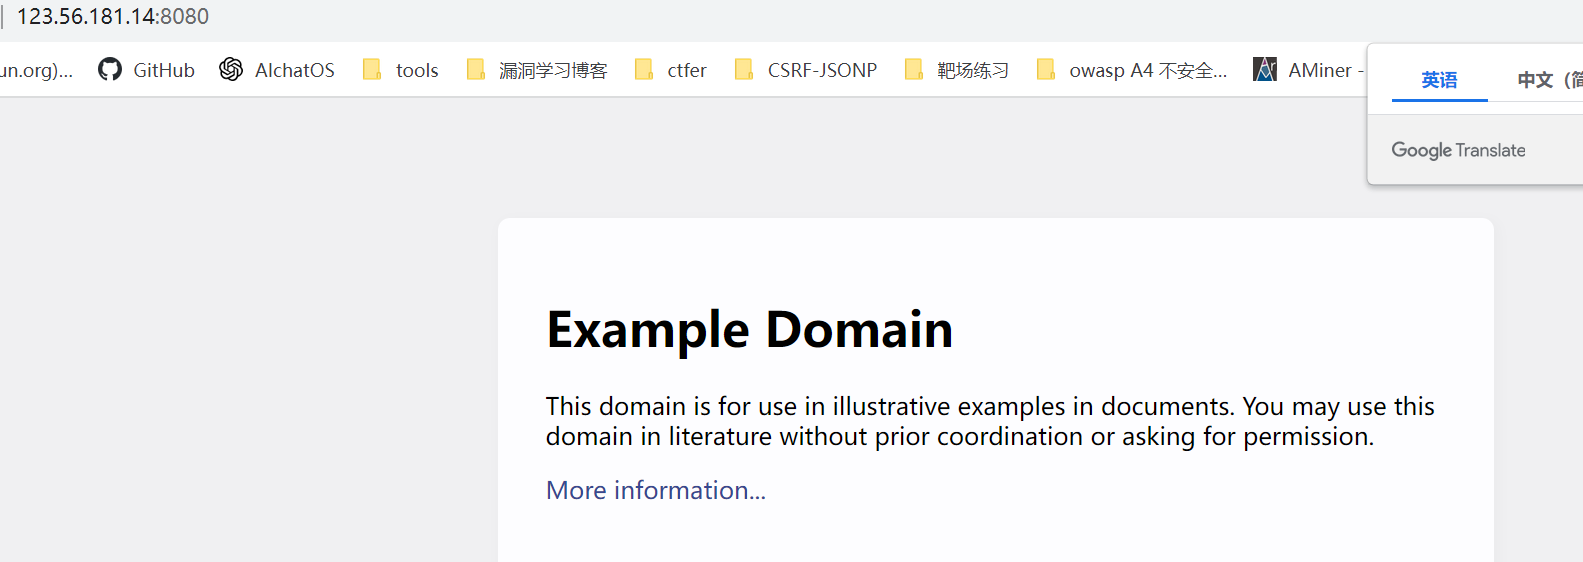 123.56.181.14:8080
un.org)... GitHub AIchatOS tools 漏洞学习博客 ctfer CSRF-JSONP 靶场练习 owasp A4 不安全... AMiner -
英语 中文（简
Google Translate
Example Domain
This domain is for use in illustrative examples in documents. You may use this
domain in literature without prior coordination or asking for permission.
More information...